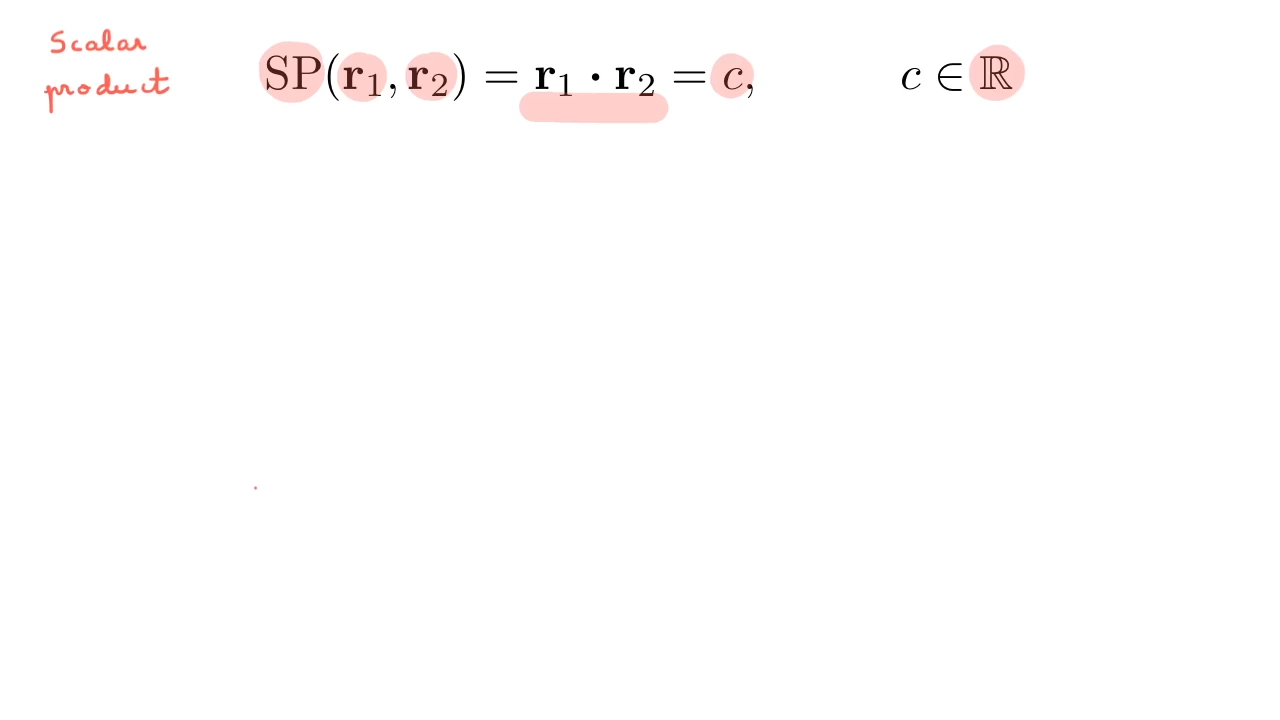 Scalar
product
SP(r₁, r₂) = r₁ · r₂ = c, c ∈ ℝ